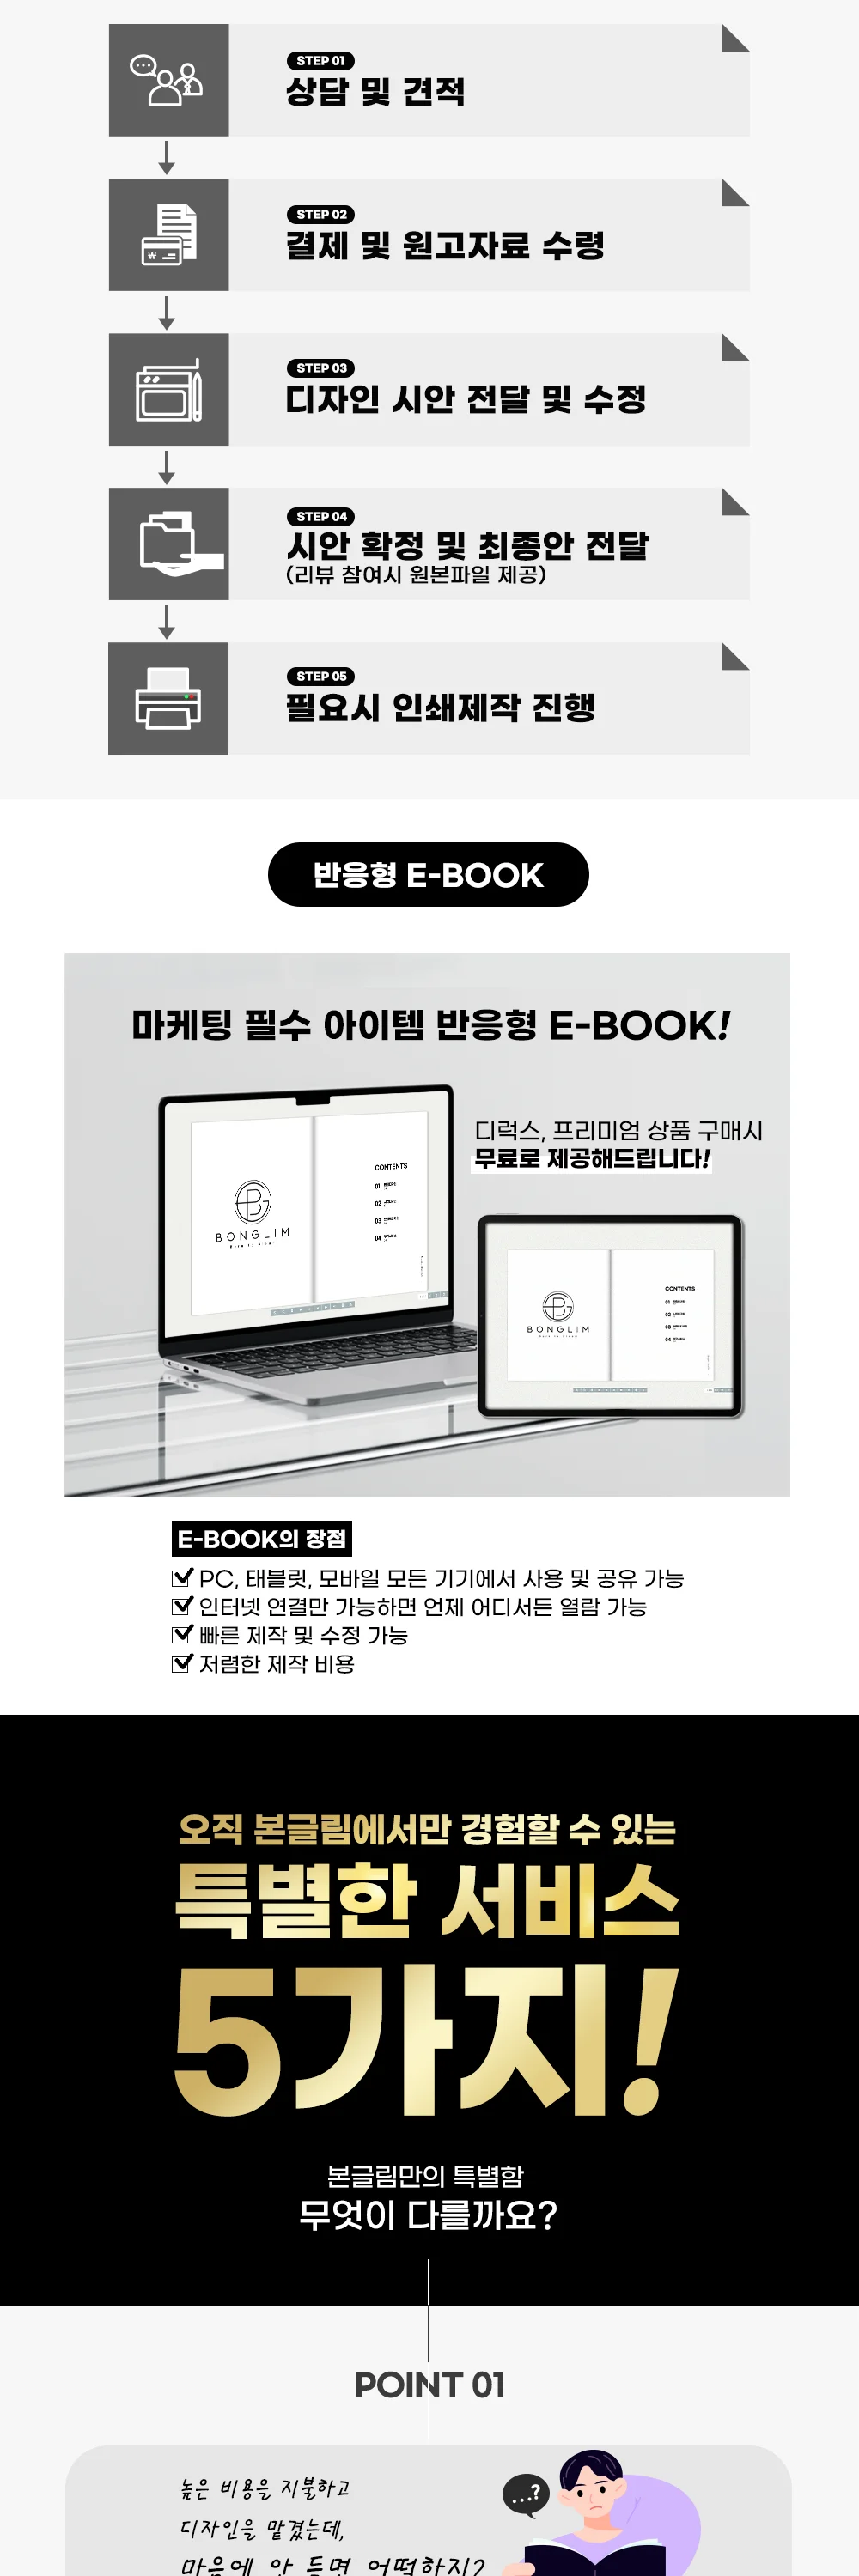 STEP 01
상담 및 견적
STEP 02
결제 및 원고자료 수령
STEP 03
디자인 시안 전달 및 수정
STEP 04
시안 확정 및 최종안 전달
(리뷰 참여시 원본파일 제공)
STEP 05
필요시 인쇄제작 진행
반응형 E-BOOK
마케팅 필수 아이템 반응형 E-BOOK!
디럭스, 프리미엄 상품 구매시
무료로 제공해드립니다!
BONGLIM
CONTENTS
01
02
03
04
BONGLIM
CONTENTS
01
02
03
04
E-BOOK의 장점
PC, 태블릿, 모바일 모든 기기에서 사용 및 공유 가능
인터넷 연결만 가능하면 언제 어디서든 열람 가능
빠른 제작 및 수정 가능
저렴한 제작 비용
오직 본글림에서만 경험할 수 있는
특별한 서비스
5가지!
본글림만의 특별함
무엇이 다를까요?
POINT 01
높은 비용을 지불하고
디자인을 맡겼는데,
마음에 안 들면 어떡하지?
...?